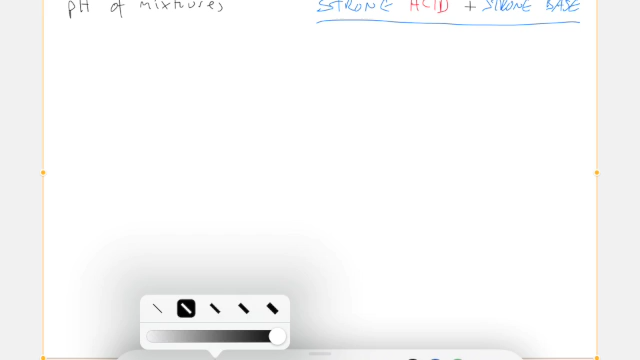 pH of mixtures
STRONG ACID + STRONG BASE